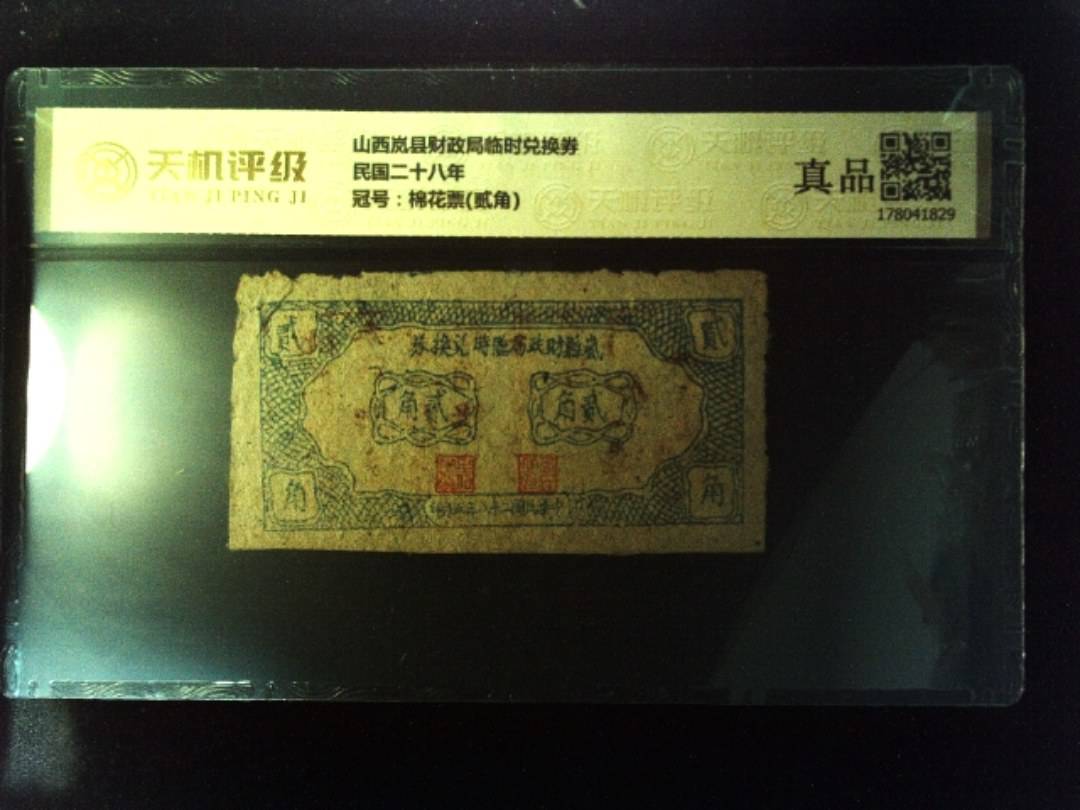 天机评级
TIAN JI PING JI
山西岚县财政局临时兑换券
民国二十八年
冠号：棉花票(贰角)
真品
178041829
貳
貳
券換兑時臨局政財縣嵐
角貳
角貳
角
角